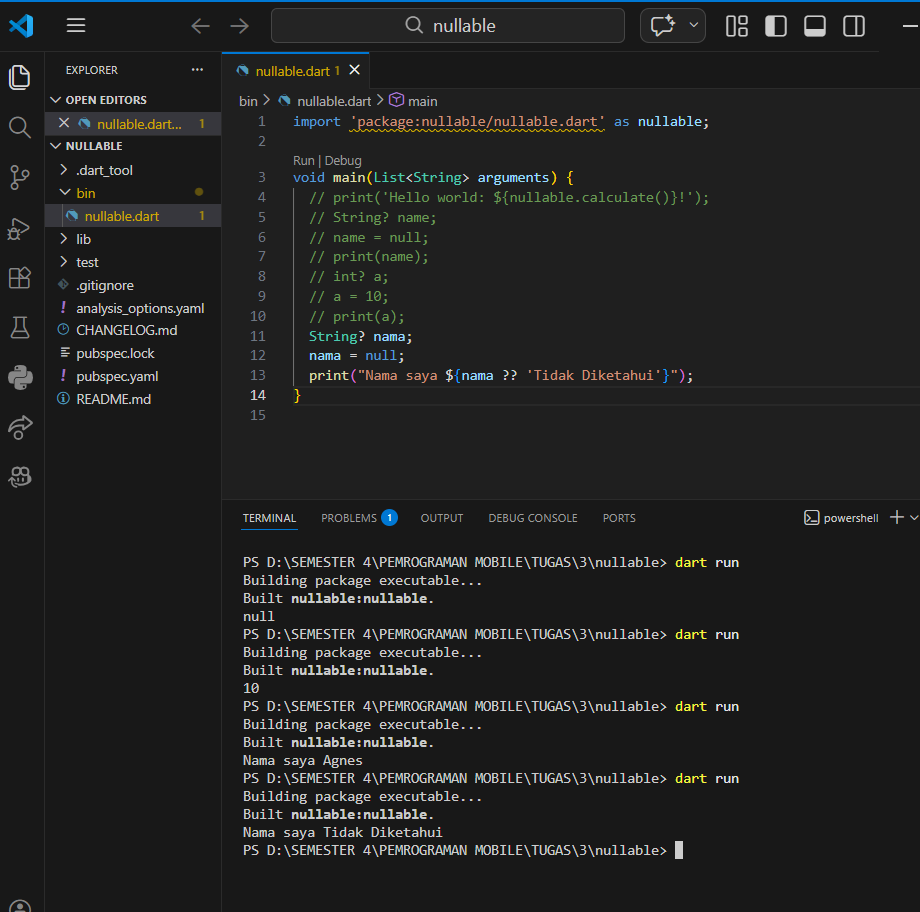 nullable
EXPLORER ···
OPEN EDITORS
nullable.dart... 1
NULLABLE
.dart_tool
bin
nullable.dart 1
lib
test
.gitignore
analysis_options.yaml
CHANGELOG.md
pubspec.lock
pubspec.yaml
README.md
nullable.dart 1
bin > nullable.dart > main
1 import 'package:nullable/nullable.dart' as nullable;
2
Run | Debug
3 void main(List<String> arguments) {
4 // print('Hello world: ${nullable.calculate()}!');
5 // String? name;
6 // name = null;
7 // print(name);
8 // int? a;
9 // a = 10;
10 // print(a);
11 String? nama;
12 nama = null;
13 print("Nama saya ${nama ?? 'Tidak Diketahui'}");
14 }
15
TERMINAL PROBLEMS 1 OUTPUT DEBUG CONSOLE PORTS powershell
PS D:\SEMESTER 4\PEMROGRAMAN MOBILE\TUGAS\3\nullable> dart run
Building package executable...
Built nullable:nullable.
null
PS D:\SEMESTER 4\PEMROGRAMAN MOBILE\TUGAS\3\nullable> dart run
Building package executable...
Built nullable:nullable.
10
PS D:\SEMESTER 4\PEMROGRAMAN MOBILE\TUGAS\3\nullable> dart run
Building package executable...
Built nullable:nullable.
Nama saya Agnes
PS D:\SEMESTER 4\PEMROGRAMAN MOBILE\TUGAS\3\nullable> dart run
Building package executable...
Built nullable:nullable.
Nama saya Tidak Diketahui
PS D:\SEMESTER 4\PEMROGRAMAN MOBILE\TUGAS\3\nullable>